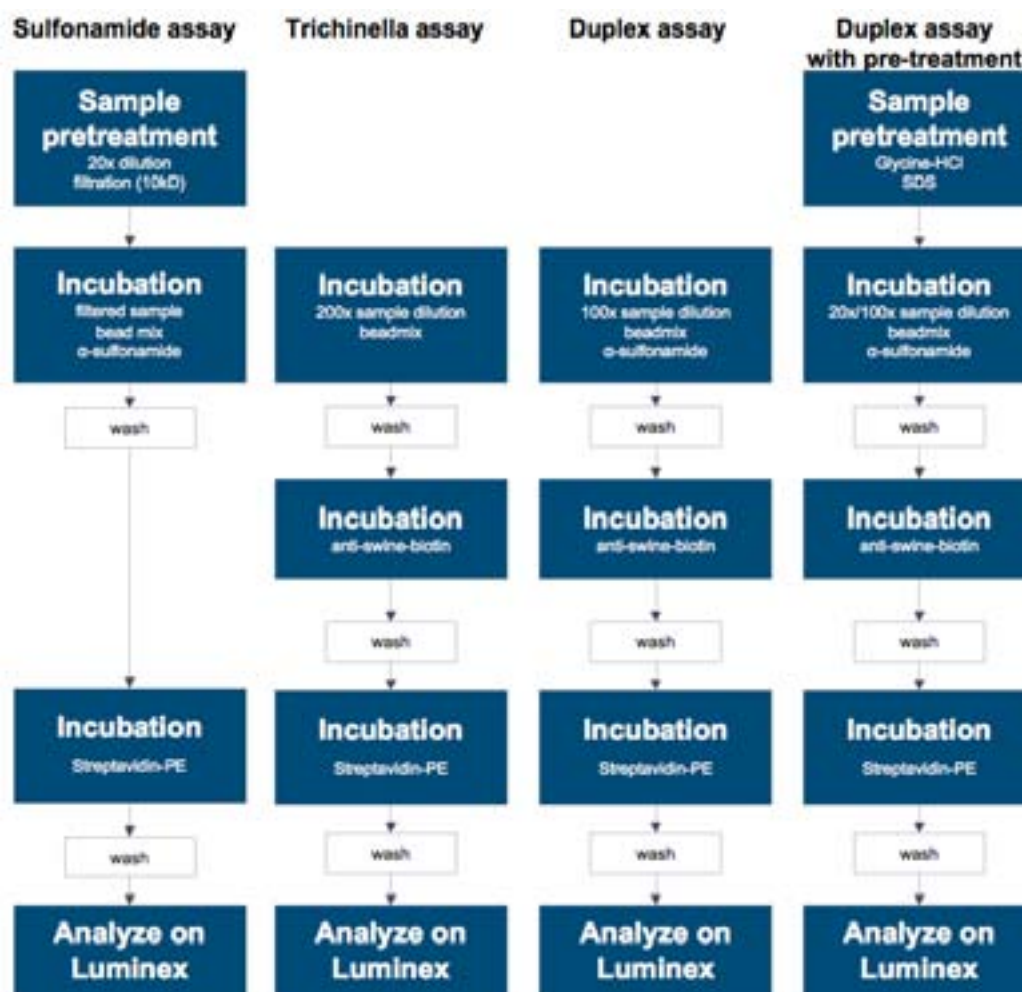 Sulfonamide assay
Trichinella assay
Duplex assay
Duplex assay
with pre-treatment
Sample
pretreatment
20x dilution
filtration (10kD)
Sample
pretreatment
Glycine-HCl
SDS
Incubation
filtered sample
bead mix
α-sulfonamide
Incubation
200x sample dilution
beadmix
Incubation
100x sample dilution
beadmix
α-sulfonamide
Incubation
20x/100x sample dilution
beadmix
α-sulfonamide
wash
wash
wash
wash
Incubation
anti-swine-biotin
Incubation
anti-swine-biotin
Incubation
anti-swine-biotin
wash
wash
wash
Incubation
Streptavidin-PE
Incubation
Streptavidin-PE
Incubation
Streptavidin-PE
Incubation
Streptavidin-PE
wash
wash
wash
wash
Analyze on
Luminex
Analyze on
Luminex
Analyze on
Luminex
Analyze on
Luminex